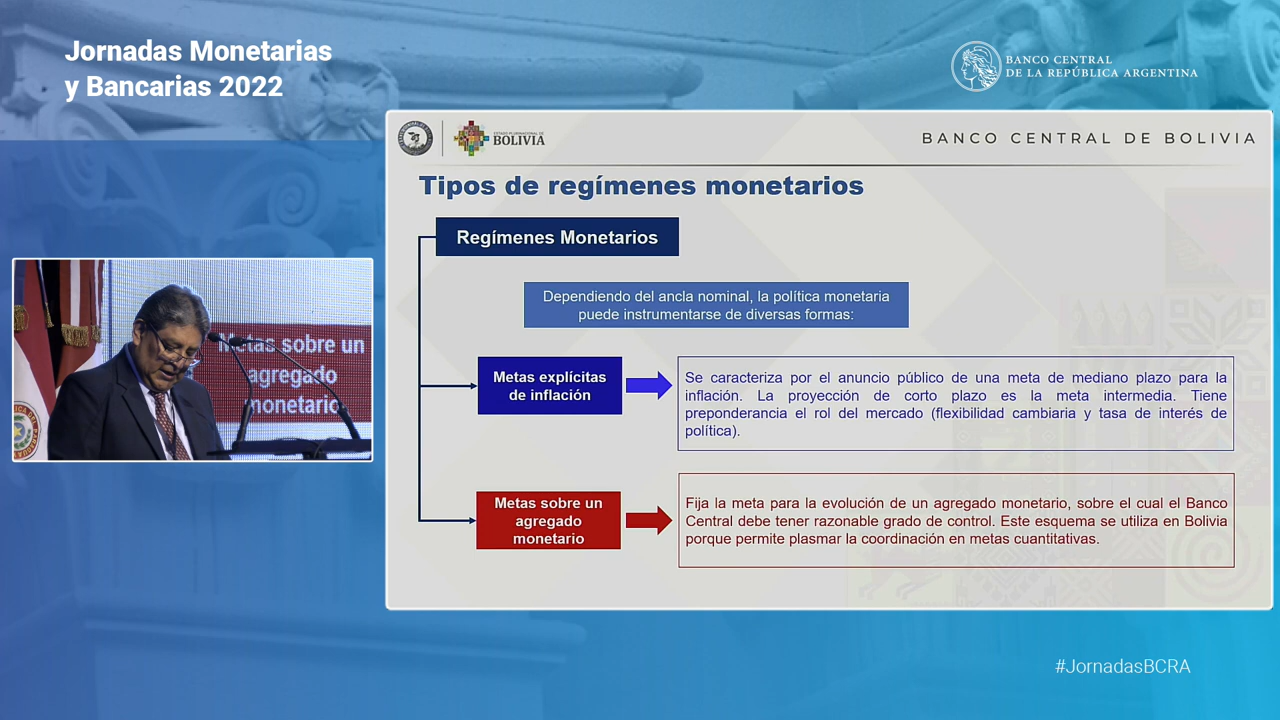 Jornadas Monetarias
y Bancarias 2022
BANCO CENTRAL
DE LA REPÚBLICA ARGENTINA
ESTADO PLURINACIONAL DE
BOLIVIA
BANCO CENTRAL DE BOLIVIA
Tipos de regímenes monetarios
Regímenes Monetarios
Dependiendo del ancla nominal, la política monetaria
puede instrumentarse de diversas formas:
Metas explícitas
de inflación
Se caracteriza por el anuncio público de una meta de mediano plazo para la
inflación. La proyección de corto plazo es la meta intermedia. Tiene
preponderancia el rol del mercado (flexibilidad cambiaria y tasa de interés de
política).
Metas sobre un
agregado
monetario
Fija la meta para la evolución de un agregado monetario, sobre el cual el Banco
Central debe tener razonable grado de control. Este esquema se utiliza en Bolivia
porque permite plasmar la coordinación en metas cuantitativas.
Metas sobre un
agregado
monetario
#JornadasBCRA